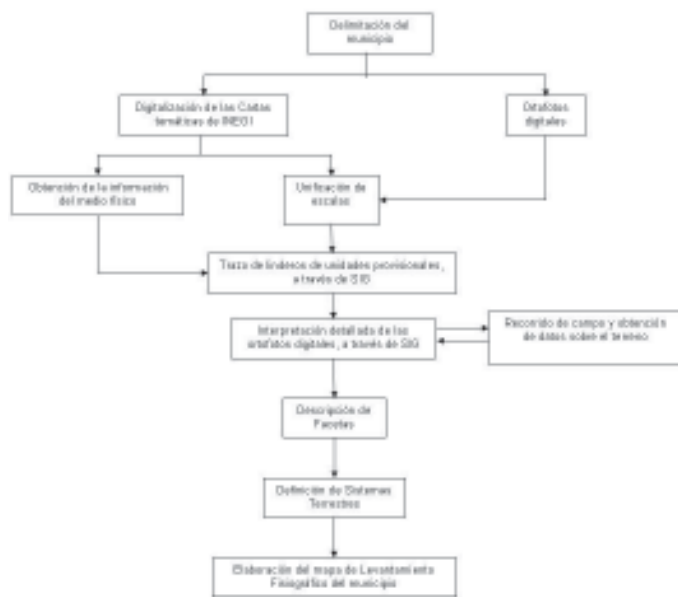 Delimitación del
municipio
Digitalización de las Cartas
temáticas de INEGI
Ortofotos
digitales
Obtención de la información
del medio físico
Unificación de
escalas
Traza de linderos de unidades provisionales,
a través de SIG
Interpretación detallada de las
ortofotos digitales, a través de SIG
Recorrido de campo y obtención
de datos sobre el terreno
Descripción de
Facetas
Definición de Sistemas
Terrestres
Elaboración del mapa de Levantamiento
Fisiográfico del municipio